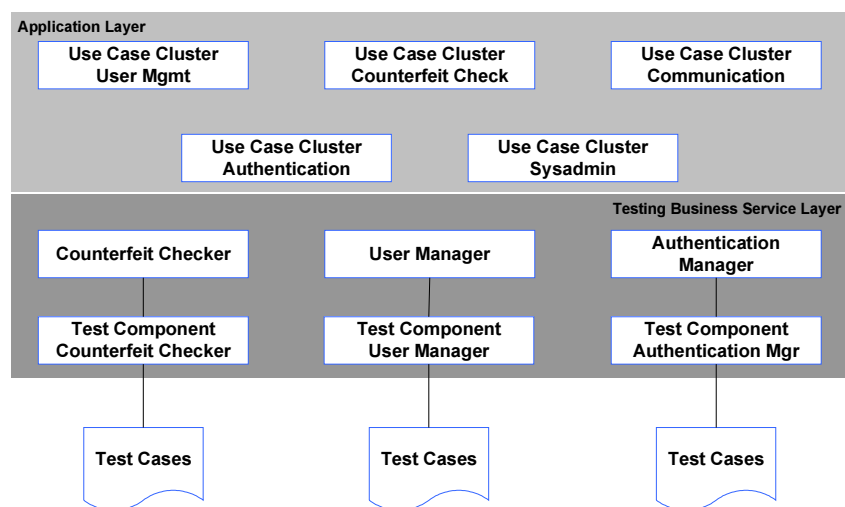 Application Layer
Use Case Cluster
User Mgmt
Use Case Cluster
Counterfeit Check
Use Case Cluster
Communication
Use Case Cluster
Authentication
Use Case Cluster
Sysadmin
Testing Business Service Layer
Counterfeit Checker
User Manager
Authentication
Manager
Test Component
Counterfeit Checker
Test Component
User Manager
Test Component
Authentication Mgr
Test Cases
Test Cases
Test Cases